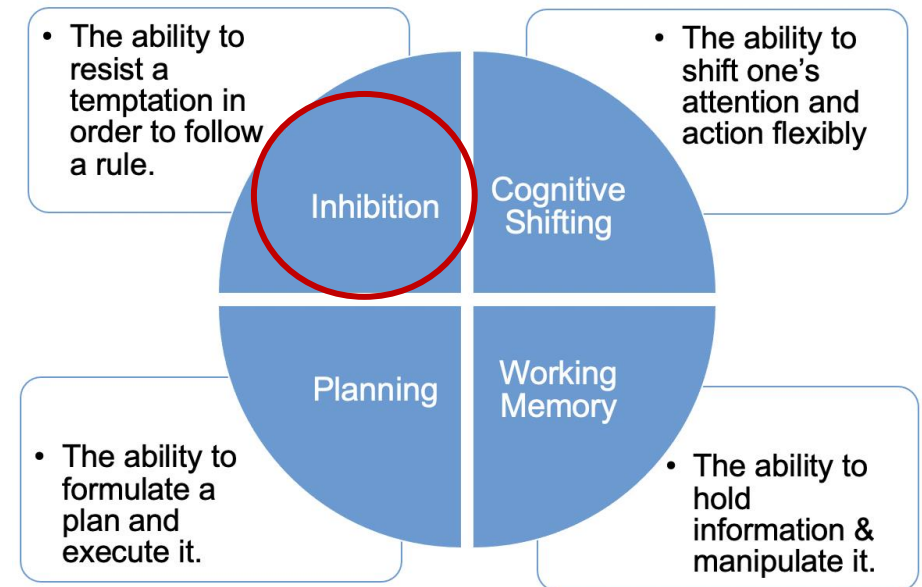 • The ability to
resist a
temptation in
order to follow
a rule.
• The ability to
shift one’s
attention and
action flexibly
Inhibition
Cognitive
Shifting
Planning
Working
Memory
• The ability to
formulate a
plan and
execute it.
• The ability to
hold
information &
manipulate it.